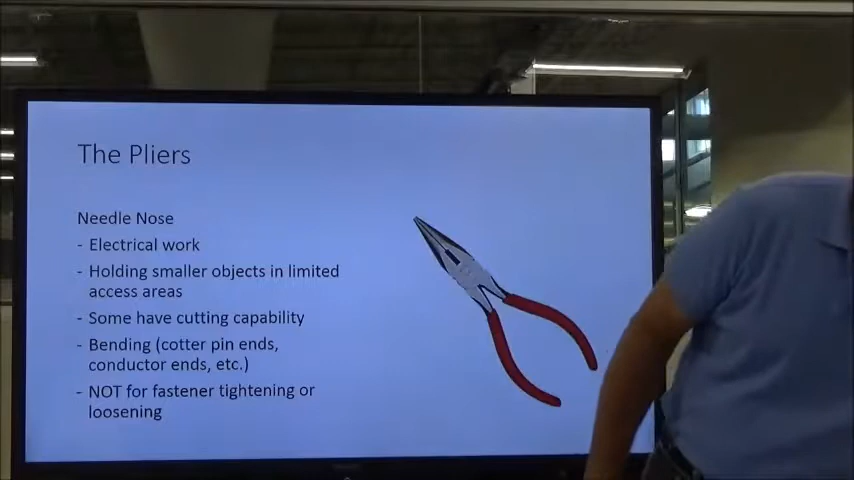 The Pliers
Needle Nose
- Electrical work
- Holding smaller objects in limited
access areas
- Some have cutting capability
- Bending (cotter pin ends,
conductor ends, etc.)
- NOT for fastener tightening or
loosening